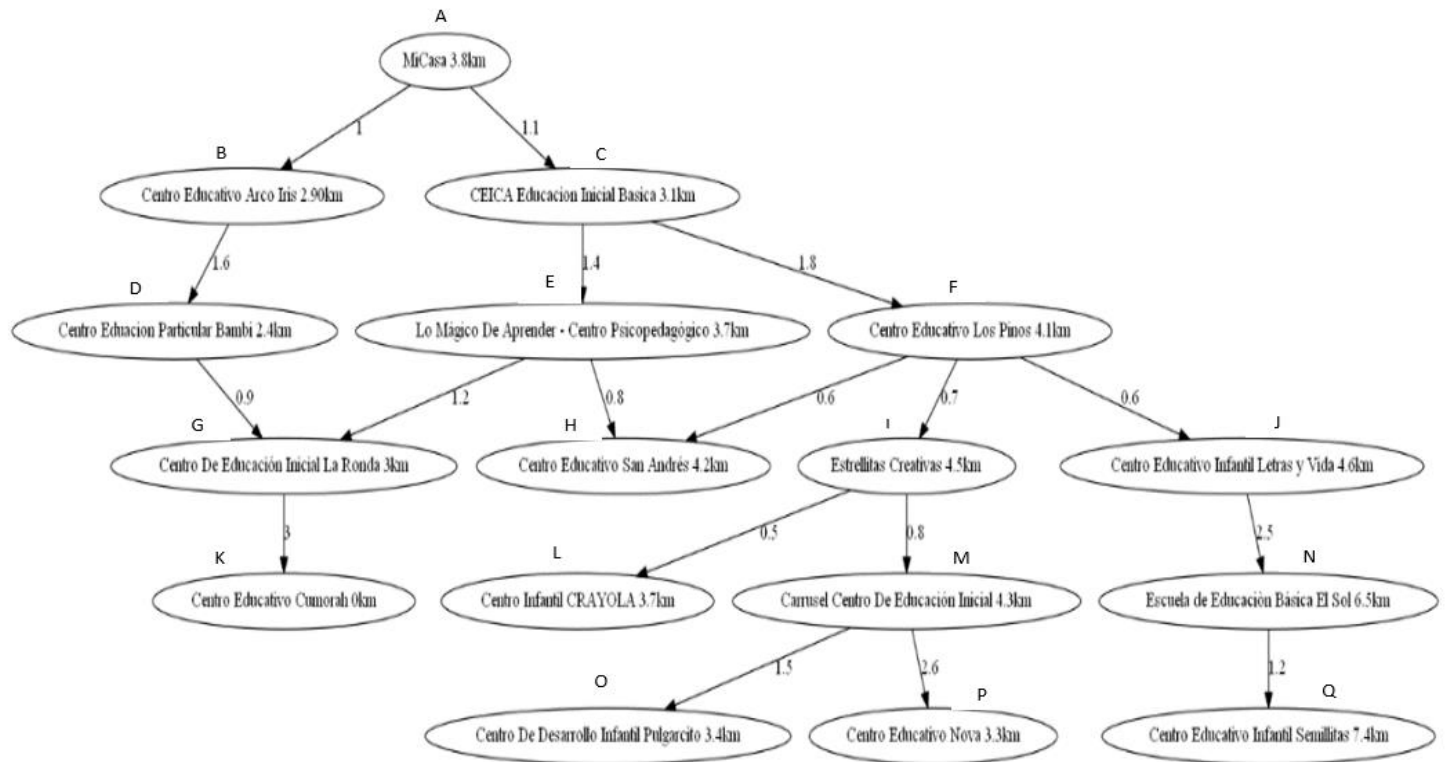 A
MiCasa 3.8km
1
1.1
B
C
Centro Educativo Arco Iris 2.90km
CEICA Educacion Inicial Basica 3.1km
1.6
1.4
1.8
D
E
F
Centro Eduacion Particular Bambi 2.4km
Lo Mágico De Aprender - Centro Psicopedagógico 3.7km
Centro Educativo Los Pinos 4.1km
0.9
1.2
0.8
0.6
0.7
0.6
G
H
I
J
Centro De Educación Inicial La Ronda 3km
Centro Educativo San Andrés 4.2km
Estrellitas Creativas 4.5km
Centro Educativo Infantil Letras y Vida 4.6km
3
0.5
0.8
2.5
K
L
M
N
Centro Educativo Cumorah 0km
Centro Infantil CRAYOLA 3.7km
Carrusel Centro De Educación Inicial 4.3km
Escuela de Educación Básica El Sol 6.5km
1.5
2.6
1.2
O
P
Q
Centro De Desarrollo Infantil Pulgarcito 3.4km
Centro Educativo Nova 3.3km
Centro Educativo Infantil Semillitas 7.4km